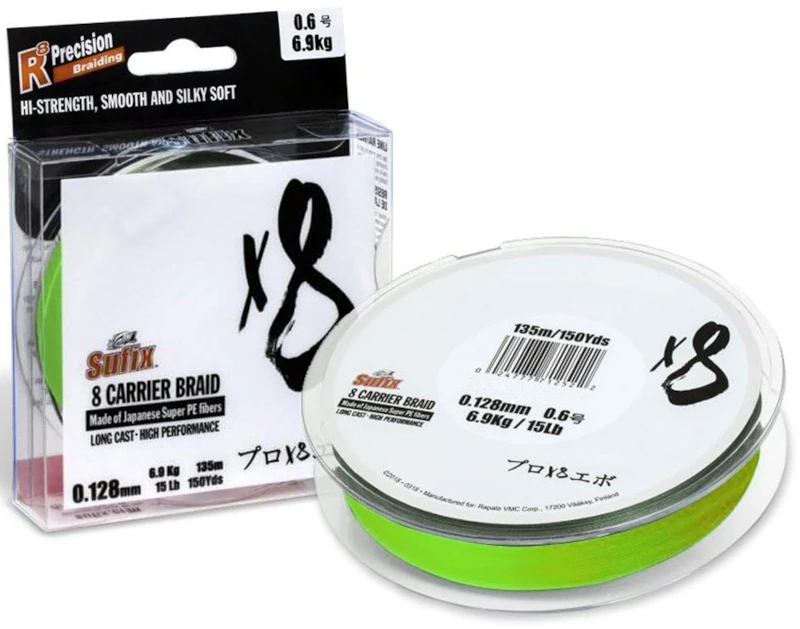 R8 Precision
Braiding
0.6号
6.9kg
HI-STRENGTH, SMOOTH AND SILKY SOFT
Sufix
x8
Sufix
8 CARRIER BRAID
Made of Japanese Super PE fibers
LONG CAST・HIGH PERFORMANCE
プロX8エ
6.9 Kg 135m
0.128mm 15 Lb 150Yds
135m/150Yds
x8
Sufix
8 CARRIER BRAID
Made of Japanese Super PE fibers
LONG CAST・HIGH PERFORMANCE
0.128mm 0.6号
6.9Kg / 15Lb
プロX8エボ
©2018 - 0318 - Manufactured for: Rapala VMC Corp., 17200 Vääksy, Finland